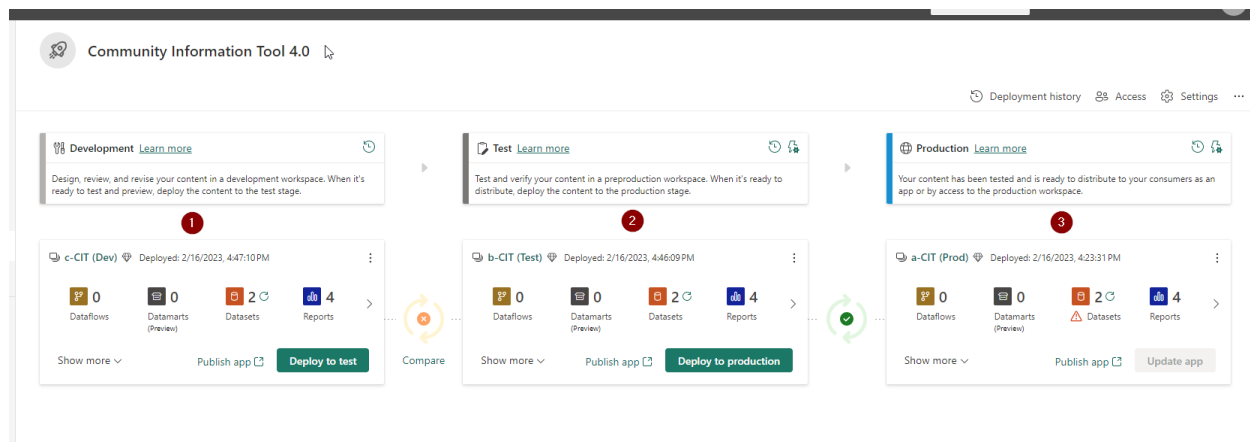 Community Information Tool 4.0
Deployment history Access Settings
Development Learn more
Design, review, and revise your content in a development workspace. When it's
ready to test and preview, deploy the content to the test stage.
Test Learn more
Test and verify your content in a preproduction workspace. When it's ready to
distribute, deploy the content to the production stage.
Production Learn more
Your content has been tested and is ready to distribute to your consumers as an
app or by access to the production workspace.
1
2
3
c-CIT (Dev) Deployed: 2/16/2023, 4:47:10 PM
0 0 2 4
Dataflows Datamarts Datasets Reports
(Preview)
Show more Publish app Deploy to test
Compare
b-CIT (Test) Deployed: 2/16/2023, 4:46:09 PM
0 0 2 4
Dataflows Datamarts Datasets Reports
(Preview)
Show more Publish app Deploy to production
a-CIT (Prod) Deployed: 2/16/2023, 4:23:31 PM
0 0 2 4
Dataflows Datamarts Datasets Reports
(Preview)
Show more Publish app Update app